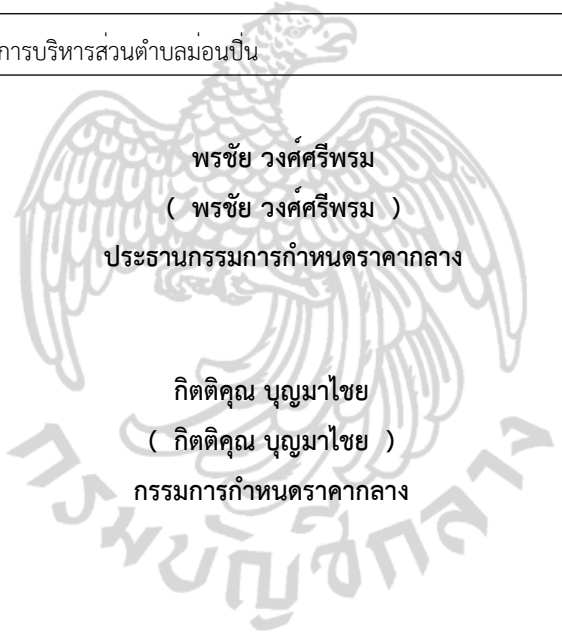 การบริหารส่วนตำบลม่อนปิ่น
พรชัย วงศ์ศรีพรม
( พรชัย วงศ์ศรีพรม )
ประธานกรรมการกำหนดราคากลาง
กิตติคุณ บุญมาไชย
( กิตติคุณ บุญมาไชย )
กรรมการกำหนดราคากลาง
กรมบัญชีกลาง